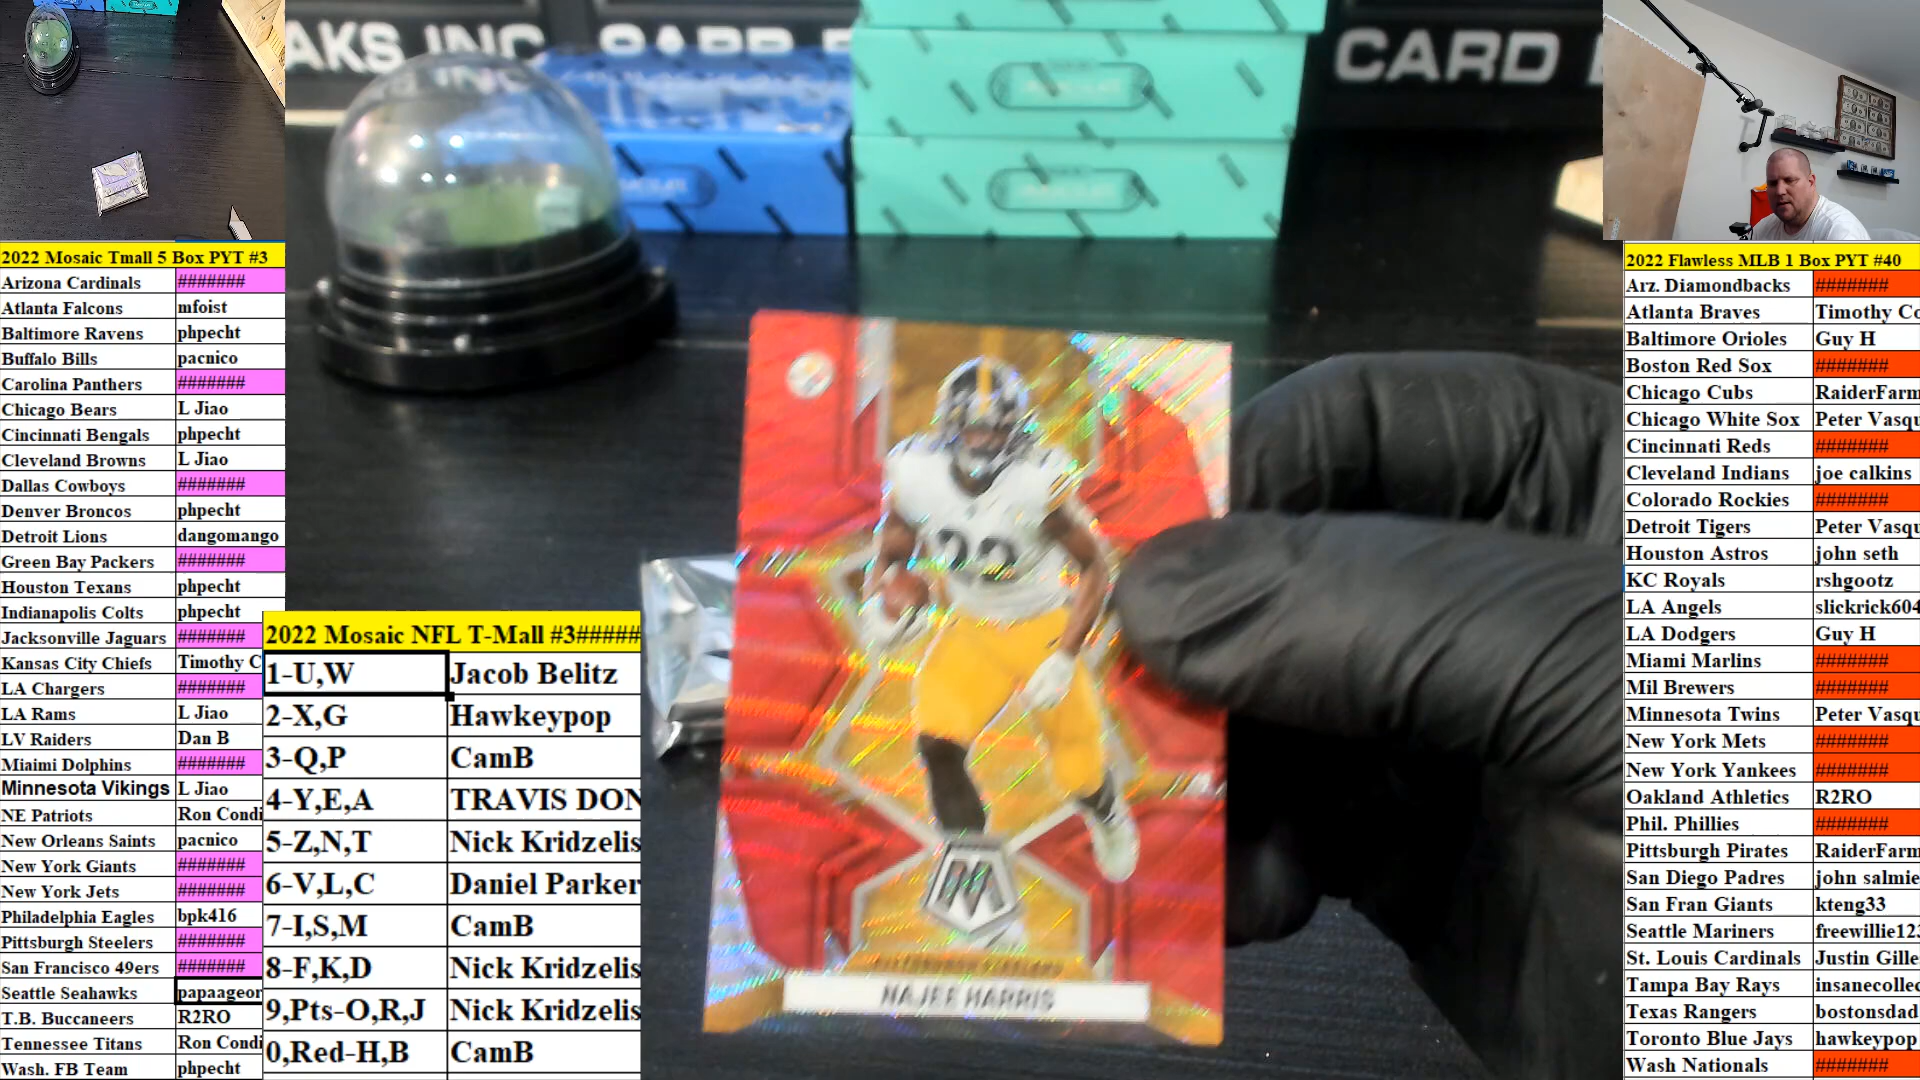 AKS INC
CARD
2022 Mosaic Tmall 5 Box PYT #3
Arizona Cardinals #######
Atlanta Falcons mfoist
Baltimore Ravens phpecht
Buffalo Bills pacnico
Carolina Panthers #######
Chicago Bears L Jiao
Cincinnati Bengals phpecht
Cleveland Browns L Jiao
Dallas Cowboys #######
Denver Broncos phpecht
Detroit Lions dangomango
Green Bay Packers #######
Houston Texans phpecht
Indianapolis Colts phpecht
Jacksonville Jaguars #######
Kansas City Chiefs Timothy C
LA Chargers #######
LA Rams L Jiao
LV Raiders Dan B
Miaimi Dolphins #######
Minnesota Vikings L Jiao
NE Patriots Ron Condi
New Orleans Saints pacnico
New York Giants #######
New York Jets #######
Philadelphia Eagles bpk416
Pittsburgh Steelers #######
San Francisco 49ers #######
Seattle Seahawks papaageor
T.B. Buccaneers R2RO
Tennessee Titans Ron Condi
Wash. FB Team phpecht
2022 Mosaic NFL T-Mall #3#####
1-U,W Jacob Belitz
2-X,G Hawkeypop
3-Q,P CamB
4-Y,E,A TRAVIS DON
5-Z,N,T Nick Kridzelis
6-V,L,C Daniel Parker
7-I,S,M CamB
8-F,K,D Nick Kridzelis
9,Pts-O,R,J Nick Kridzelis
0,Red-H,B CamB
M
NAJEE HARRIS
2022 Flawless MLB 1 Box PYT #40
Arz. Diamondbacks #######
Atlanta Braves Timothy Co
Baltimore Orioles Guy H
Boston Red Sox #######
Chicago Cubs RaiderFarm
Chicago White Sox Peter Vasqu
Cincinnati Reds #######
Cleveland Indians joe calkins
Colorado Rockies #######
Detroit Tigers Peter Vasqu
Houston Astros john seth
KC Royals rshgootz
LA Angels slickrick604
LA Dodgers Guy H
Miami Marlins #######
Mil Brewers #######
Minnesota Twins Peter Vasqu
New York Mets #######
New York Yankees #######
Oakland Athletics R2RO
Phil. Phillies #######
Pittsburgh Pirates RaiderFarm
San Diego Padres john salmie
San Fran Giants kteng33
Seattle Mariners freewillie123
St. Louis Cardinals Justin Gille
Tampa Bay Rays insanecollec
Texas Rangers bostonsdad
Toronto Blue Jays hawkeypop
Wash Nationals #######